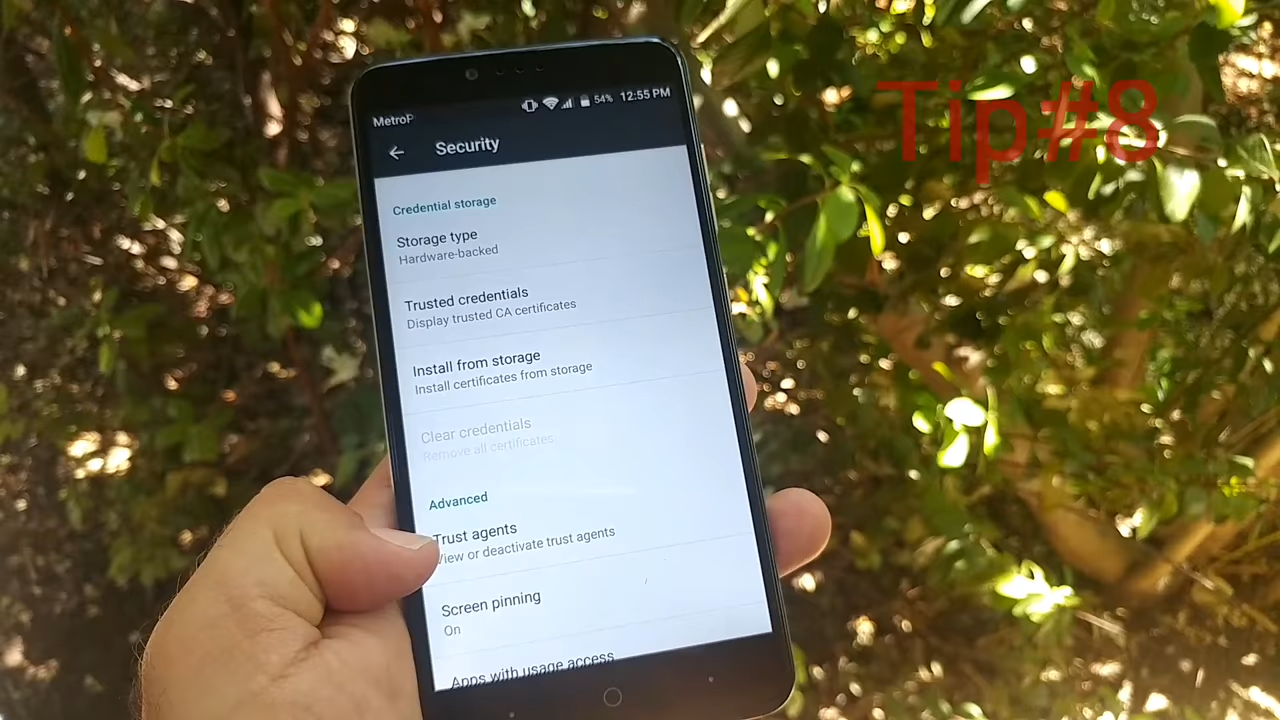 Tip#8
MetroP
54% 12:55 PM
Security
Credential storage
Storage type
Hardware-backed
Trusted credentials
Display trusted CA certificates
Install from storage
Install certificates from storage
Clear credentials
Remove all certificates
Advanced
Trust agents
View or deactivate trust agents
Screen pinning
On
Apps with usage access